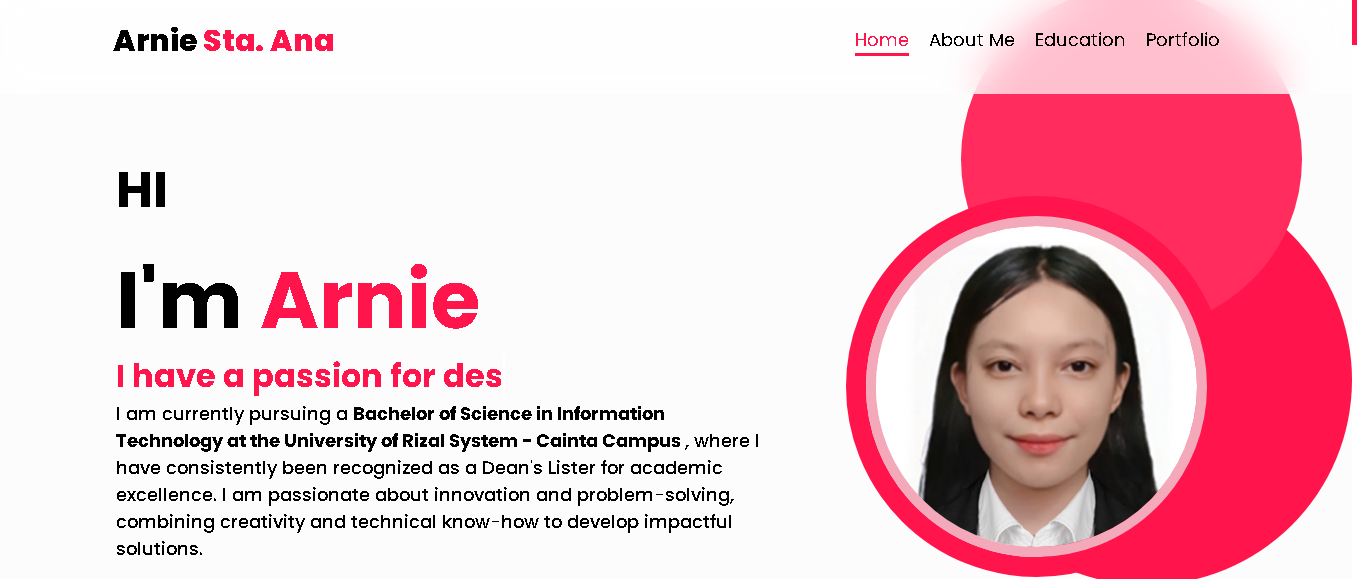 Arnie Sta. Ana
Home About Me Education Portfolio
HI
I'm Arnie
I have a passion for des
I am currently pursuing a Bachelor of Science in Information
Technology at the University of Rizal System - Cainta Campus , where I
have consistently been recognized as a Dean's Lister for academic
excellence. I am passionate about innovation and problem-solving,
combining creativity and technical know-how to develop impactful
solutions.